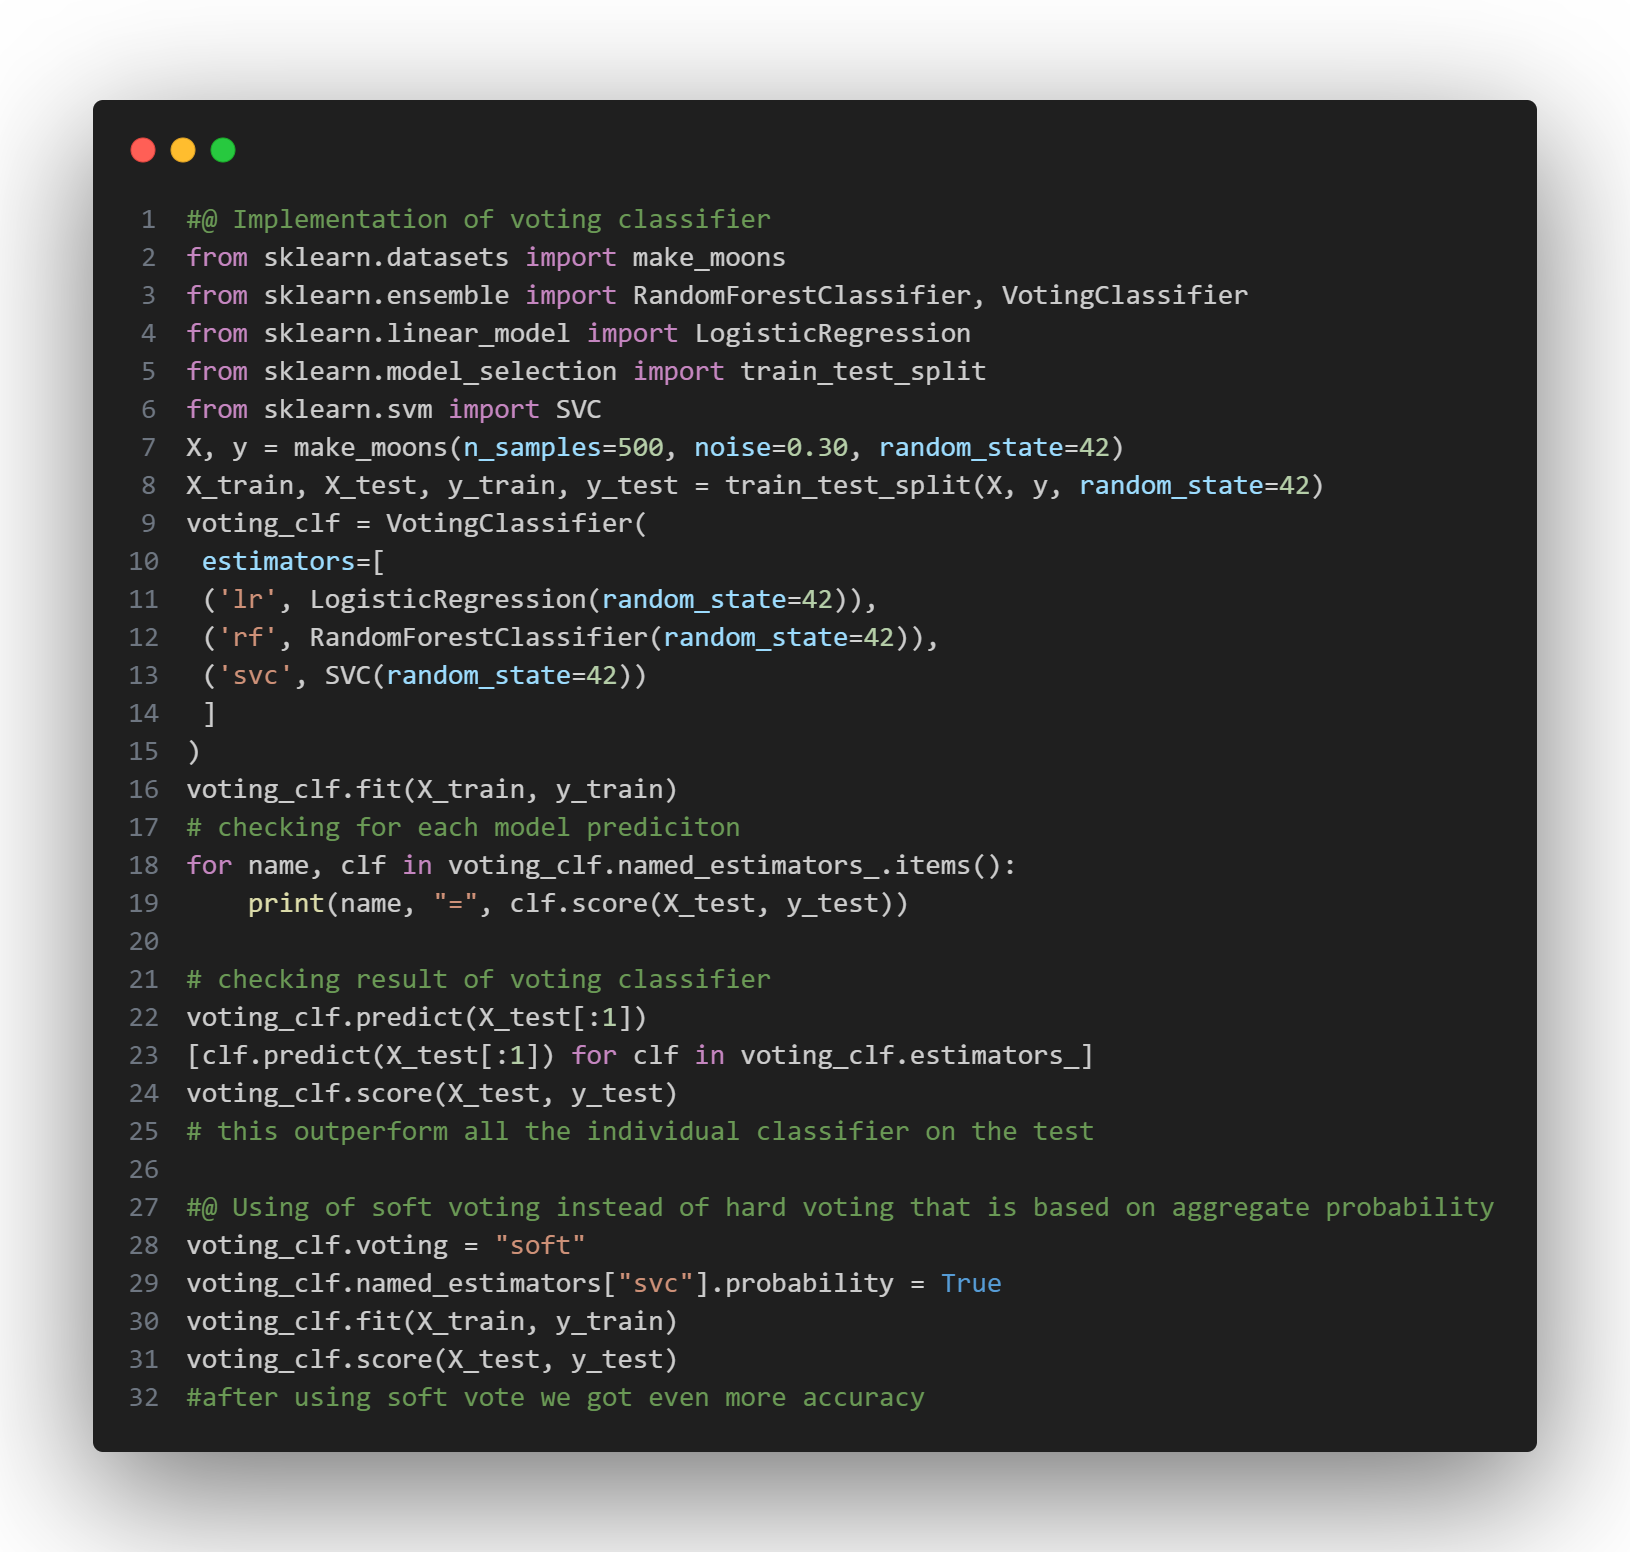 1 #@ Implementation of voting classifier
2 from sklearn.datasets import make_moons
3 from sklearn.ensemble import RandomForestClassifier, VotingClassifier
4 from sklearn.linear_model import LogisticRegression
5 from sklearn.model_selection import train_test_split
6 from sklearn.svm import SVC
7 X, y = make_moons(n_samples=500, noise=0.30, random_state=42)
8 X_train, X_test, y_train, y_test = train_test_split(X, y, random_state=42)
9 voting_clf = VotingClassifier(
10  estimators=[
11  ('lr', LogisticRegression(random_state=42)),
12  ('rf', RandomForestClassifier(random_state=42)),
13  ('svc', SVC(random_state=42))
14  ]
15 )
16 voting_clf.fit(X_train, y_train)
17 # checking for each model prediciton
18 for name, clf in voting_clf.named_estimators_.items():
19     print(name, "=", clf.score(X_test, y_test))
20
21 # checking result of voting classifier
22 voting_clf.predict(X_test[:1])
23 [clf.predict(X_test[:1]) for clf in voting_clf.estimators_]
24 voting_clf.score(X_test, y_test)
25 # this outperform all the individual classifier on the test
26
27 #@ Using of soft voting instead of hard voting that is based on aggregate probability
28 voting_clf.voting = "soft"
29 voting_clf.named_estimators["svc"].probability = True
30 voting_clf.fit(X_train, y_train)
31 voting_clf.score(X_test, y_test)
32 #after using soft vote we got even more accuracy